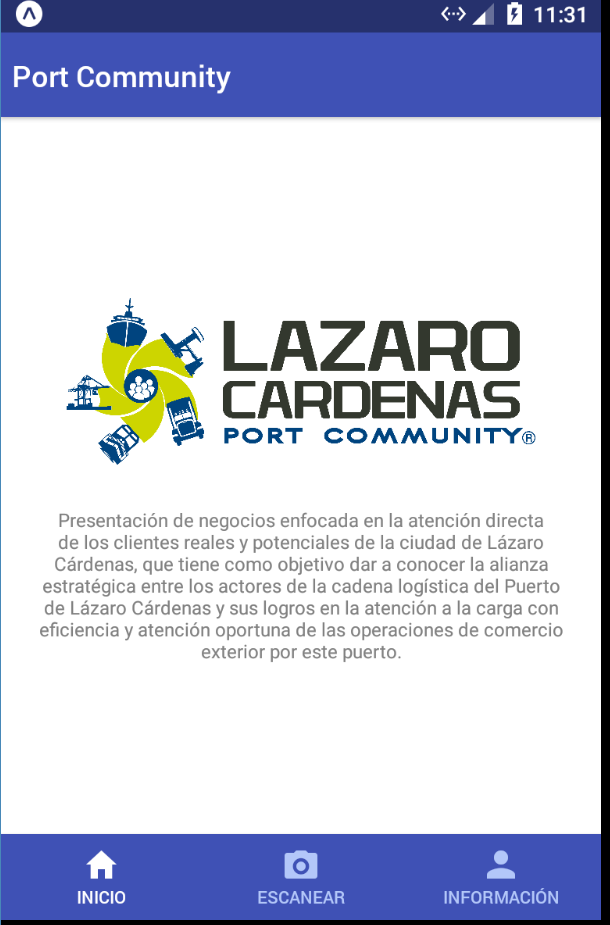 11:31
Port Community
LAZARO
CARDENAS
PORT COMMUNITY®
Presentación de negocios enfocada en la atención directa
de los clientes reales y potenciales de la ciudad de Lázaro
Cárdenas, que tiene como objetivo dar a conocer la alianza
estratégica entre los actores de la cadena logística del Puerto
de Lázaro Cárdenas y sus logros en la atención a la carga con
eficiencia y atención oportuna de las operaciones de comercio
exterior por este puerto.
INICIO ESCANEAR INFORMACIÓN